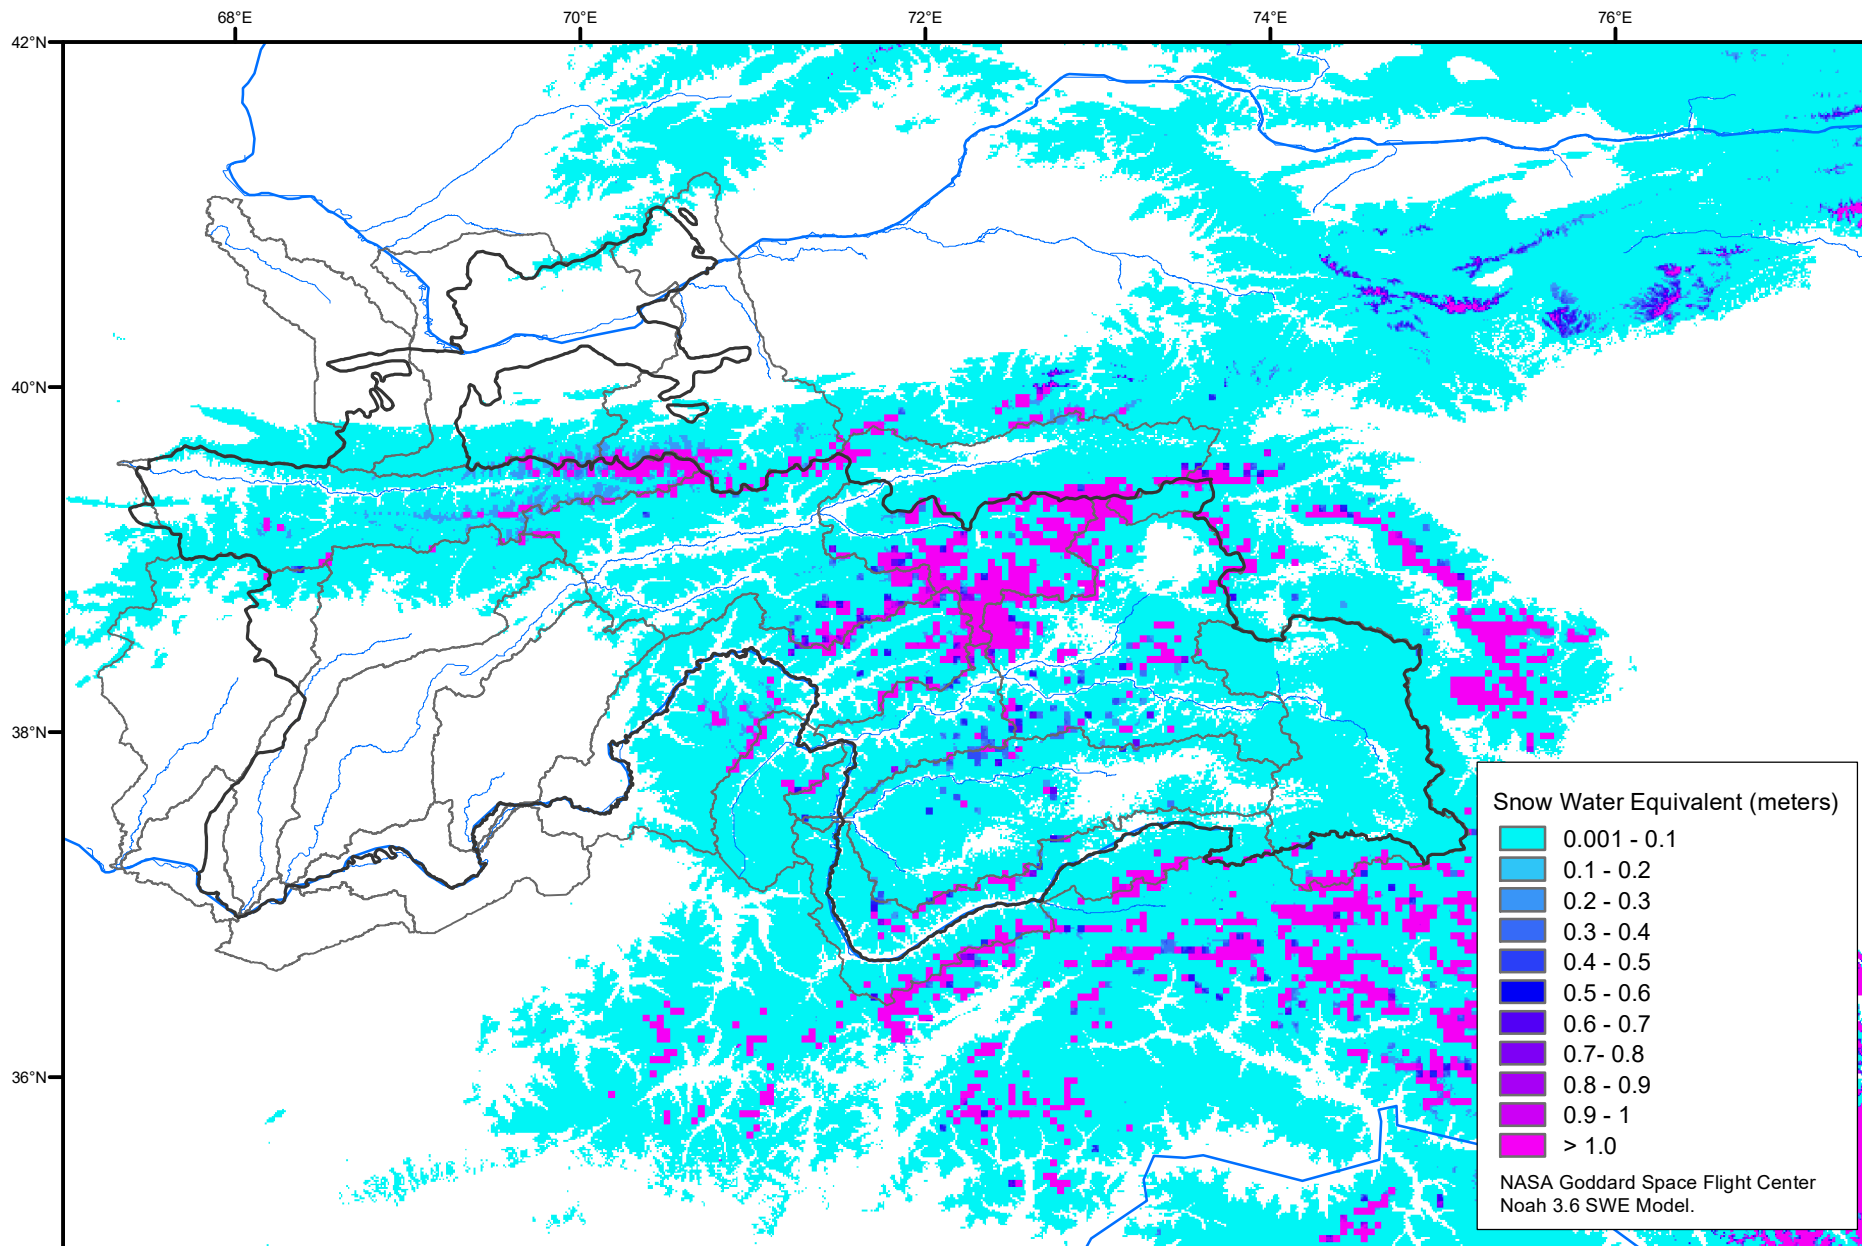 68°E 70°E 72°E 74°E 76°E
42°N
40°N
38°N
36°N
Snow Water Equivalent (meters)
0.001 - 0.1
0.1 - 0.2
0.2 - 0.3
0.3 - 0.4
0.4 - 0.5
0.5 - 0.6
0.6 - 0.7
0.7- 0.8
0.8 - 0.9
0.9 - 1
> 1.0
NASA Goddard Space Flight Center
Noah 3.6 SWE Model.